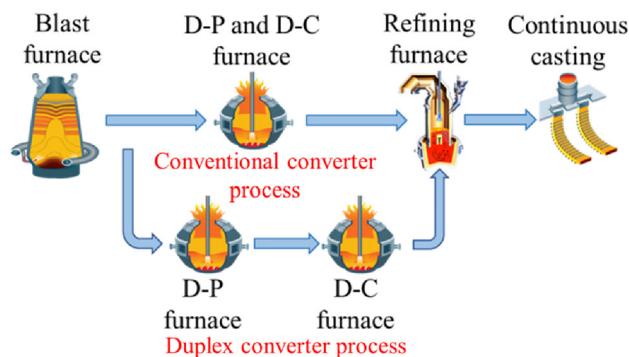 Blast
furnace
D-P and D-C
furnace
Refining
furnace
Continuous
casting
Conventional converter
process
D-P
furnace
D-C
furnace
Duplex converter process